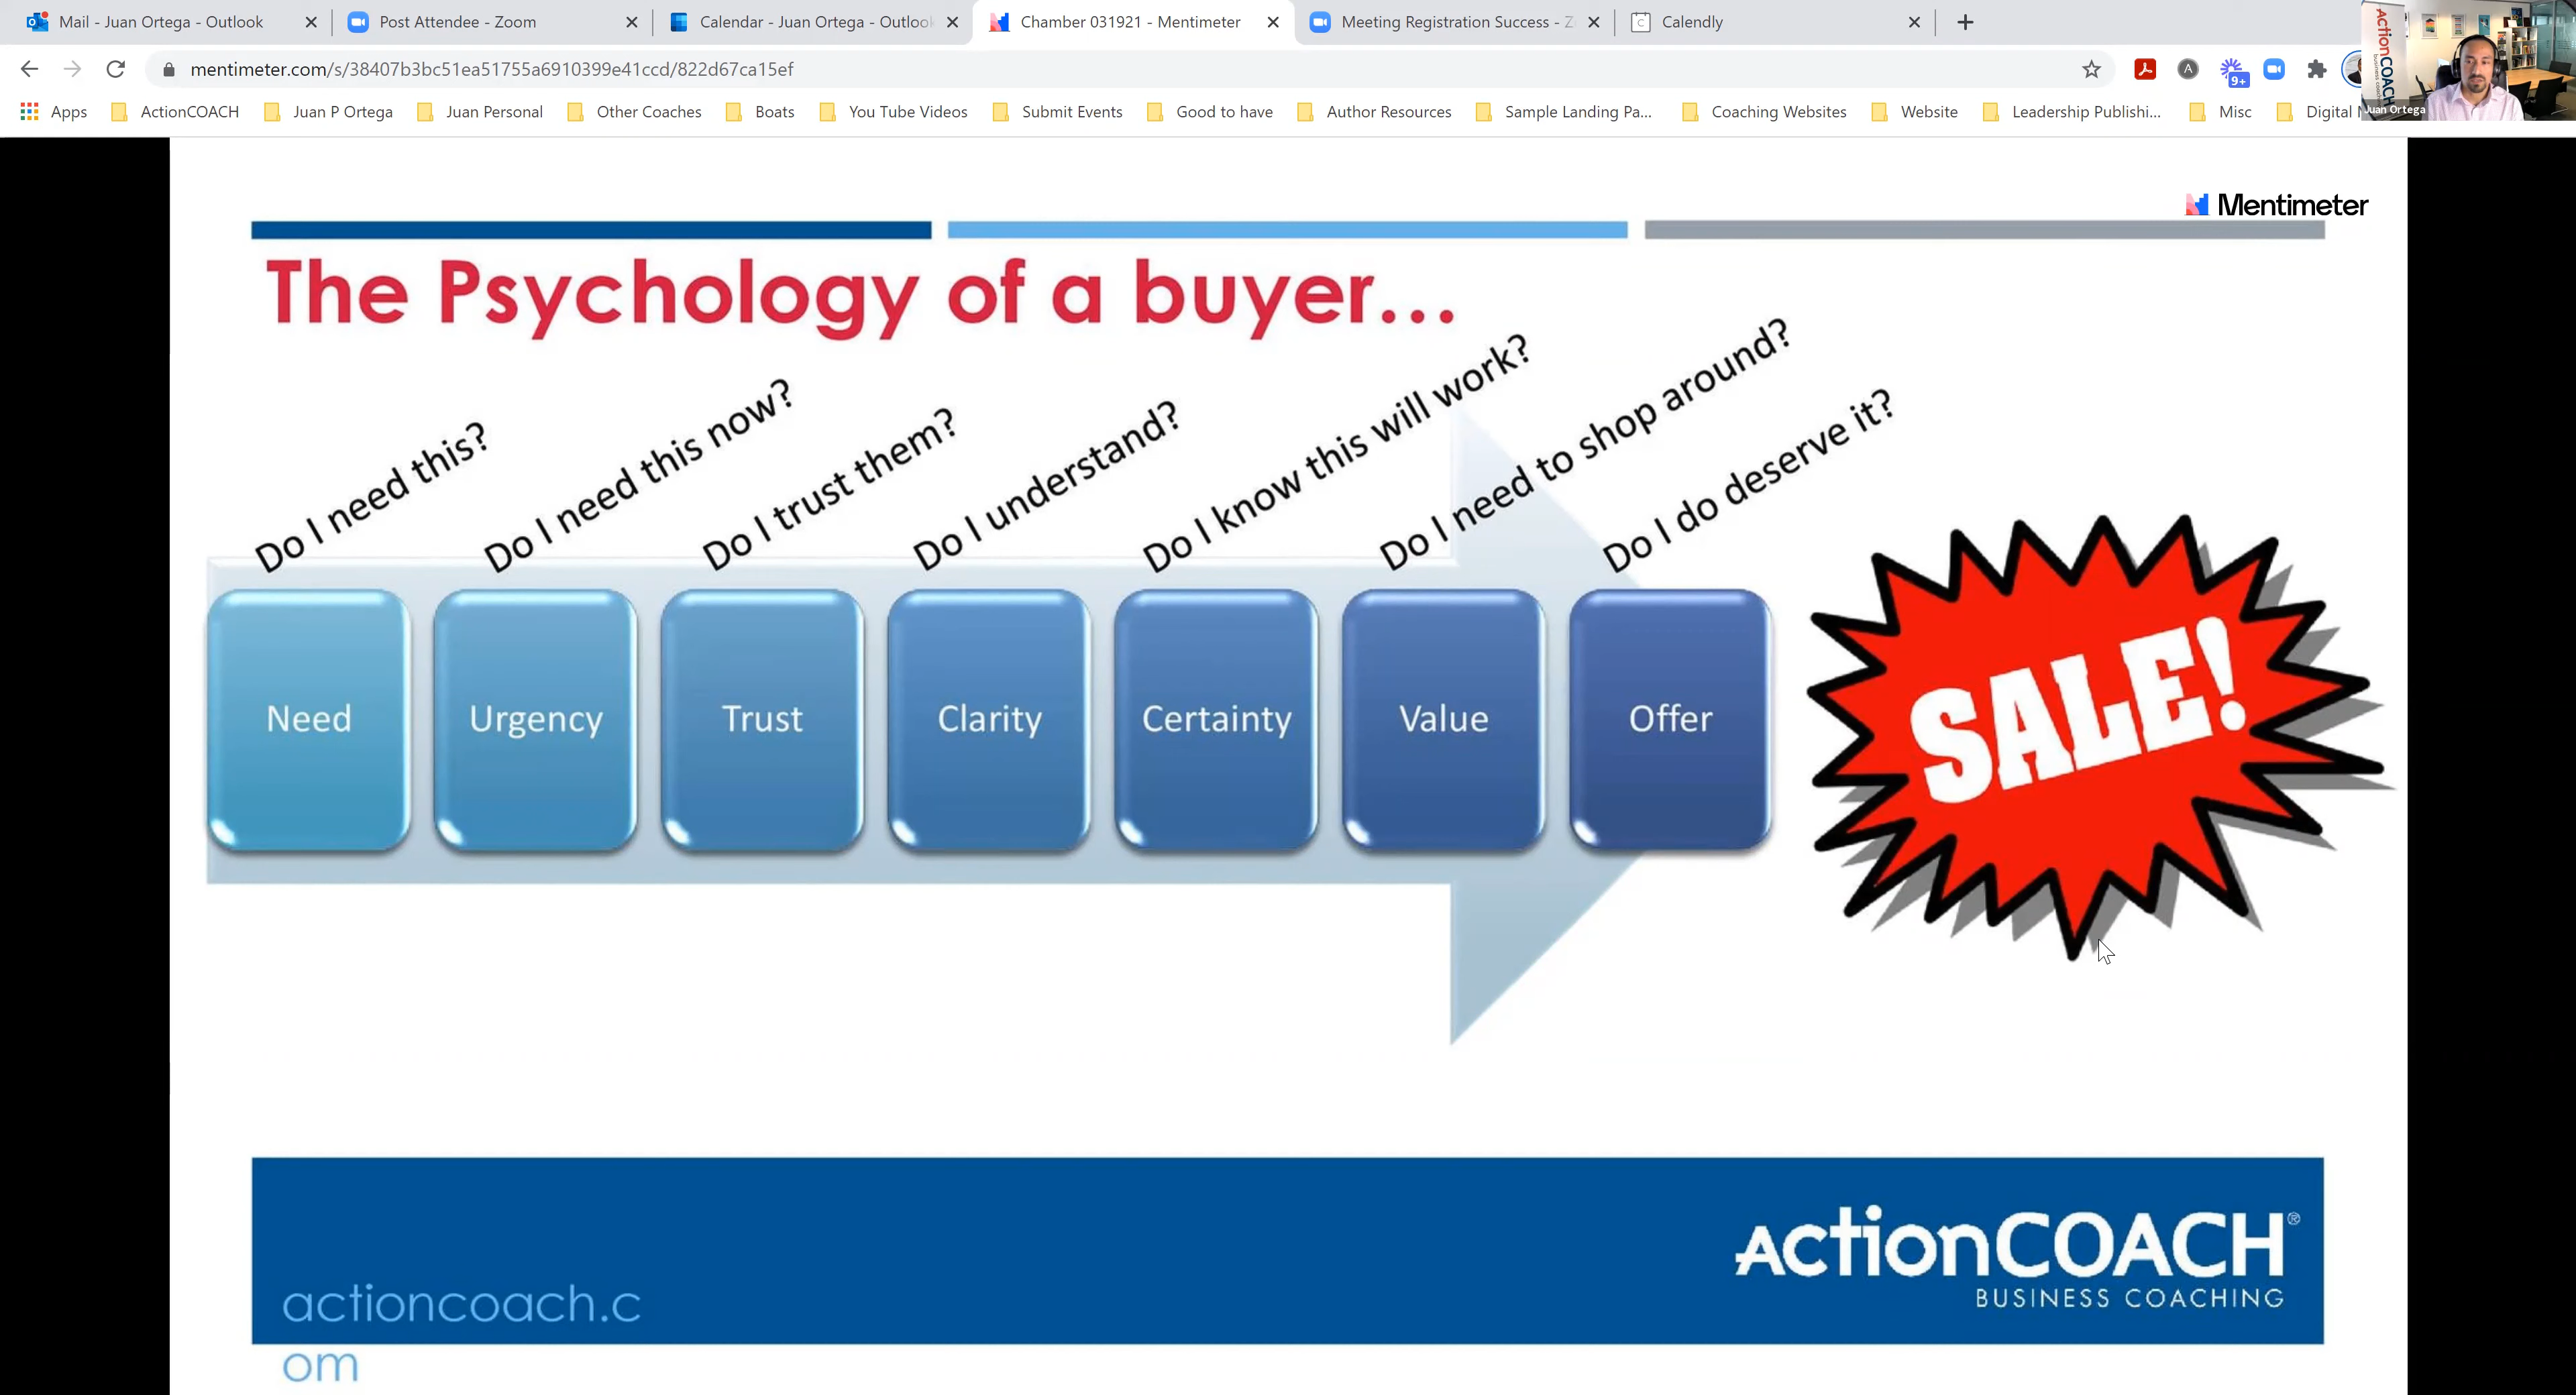 Mail - Juan Ortega - Outlook
Post Attendee - Zoom
Calendar - Juan Ortega - Outlook
Chamber 031921 - Mentimeter
Meeting Registration Success - Z
Calendly
mentimeter.com/s/38407b3bc51ea51755a6910399e41ccd/822d67ca15ef
9+
Apps
ActionCOACH
Juan P Ortega
Juan Personal
Other Coaches
Boats
You Tube Videos
Submit Events
Good to have
Author Resources
Sample Landing Pa...
Coaching Websites
Website
Leadership Publishi...
Misc
Digital
ActionCOACH
business coaching
Juan Ortega
Mentimeter
The Psychology of a buyer...
Do I need this?
Do I need this now?
Do I trust them?
Do I understand?
Do I know this will work?
Do I need to shop around?
Do I do deserve it?
Need
Urgency
Trust
Clarity
Certainty
Value
Offer
SALE!
actioncoach.c
om
ActionCOACH®
BUSINESS COACHING